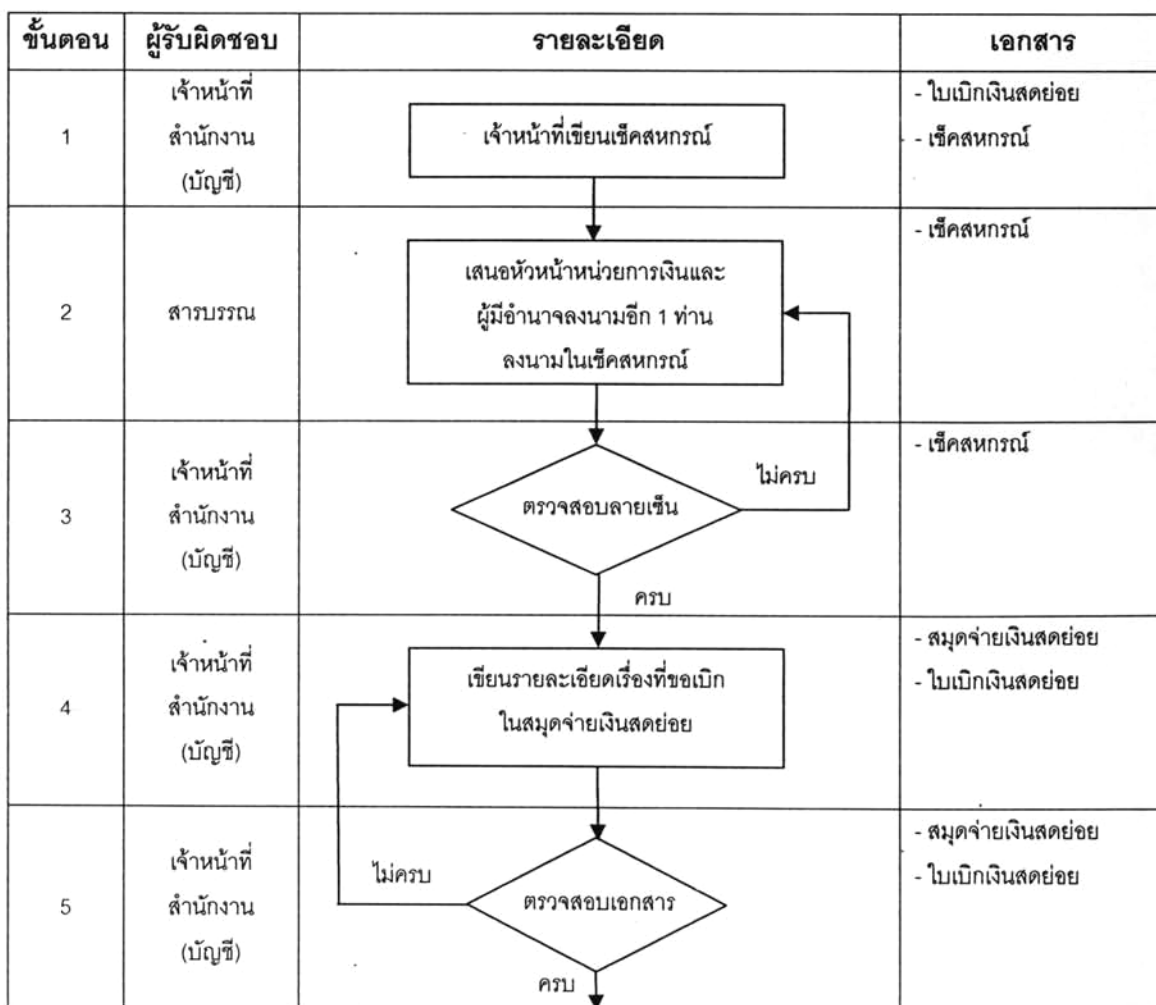 ขั้นตอน ผู้รับผิดชอบ รายละเอียด เอกสาร
1
เจ้าหน้าที่
สำนักงาน
(บัญชี)
เจ้าหน้าที่เขียนเช็คสหกรณ์
- ใบเบิกเงินสดย่อย
- เช็คสหกรณ์
2
สารบรรณ
เสนอหัวหน้าหน่วยการเงินและ
ผู้มีอำนาจลงนามอีก 1 ท่าน
ลงนามในเช็คสหกรณ์
- เช็คสหกรณ์
3
เจ้าหน้าที่
สำนักงาน
(บัญชี)
ตรวจสอบลายเซ็น
ไม่ครบ
ครบ
- เช็คสหกรณ์
4
เจ้าหน้าที่
สำนักงาน
(บัญชี)
เขียนรายละเอียดเรื่องที่ขอเบิก
ในสมุดจ่ายเงินสดย่อย
- สมุดจ่ายเงินสดย่อย
- ใบเบิกเงินสดย่อย
5
เจ้าหน้าที่
สำนักงาน
(บัญชี)
ไม่ครบ
ตรวจสอบเอกสาร
ครบ
- สมุดจ่ายเงินสดย่อย
- ใบเบิกเงินสดย่อย